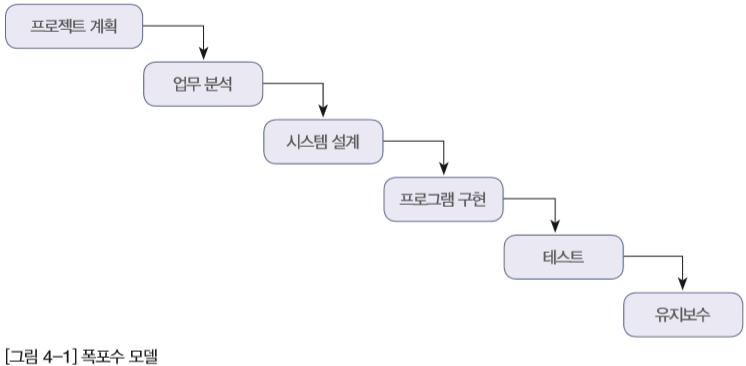 프로젝트 계획
업무 분석
시스템 설계
프로그램 구현
테스트
유지보수
[그림 4-1] 폭포수 모델